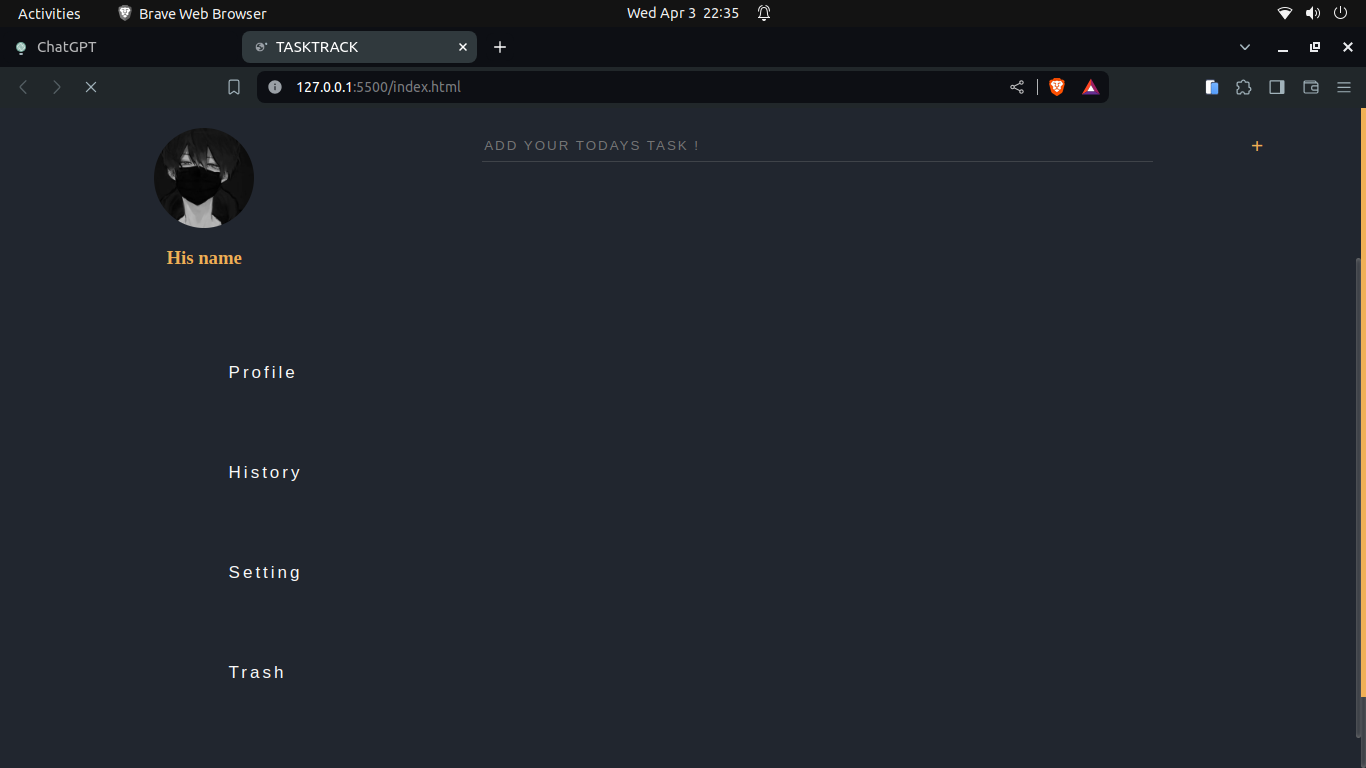 Activities
Brave Web Browser
Wed Apr 3 22:35
ChatGPT
TASKTRACK
127.0.0.1:5500/index.html
ADD YOUR TODAYS TASK !
+
His name
Profile
History
Setting
Trash